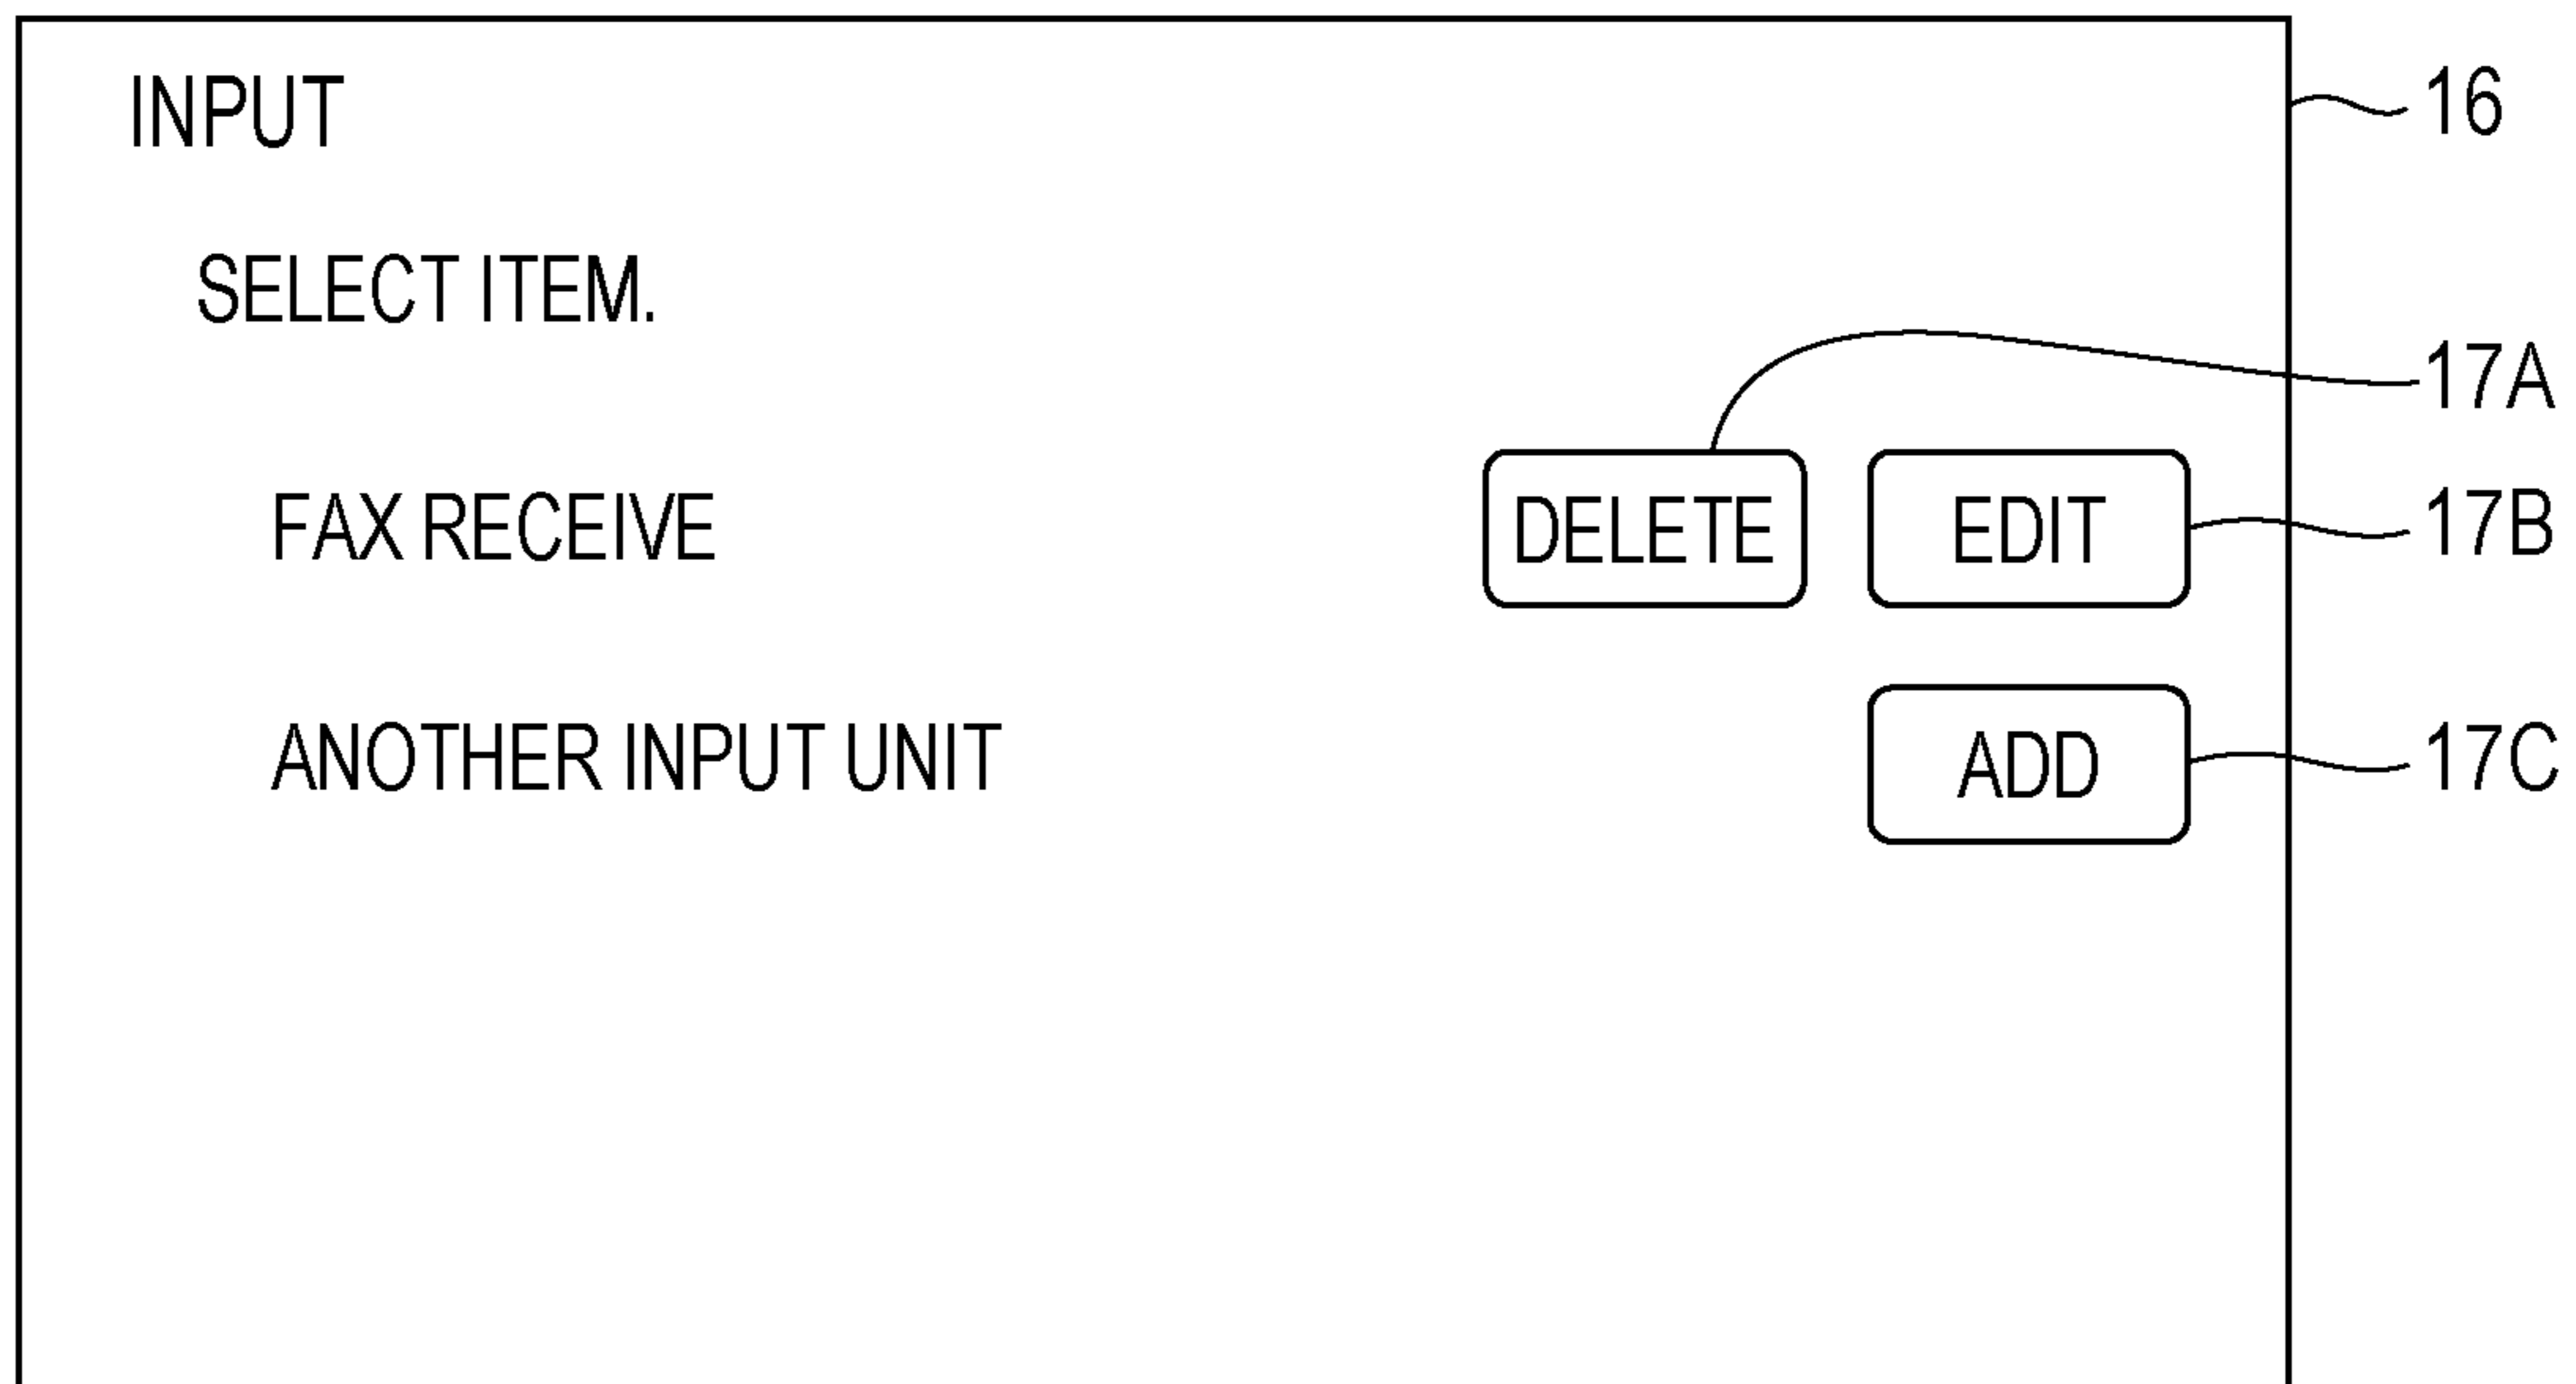 INPUT
16
SELECT ITEM.
17A
FAX RECEIVE DELETE EDIT 17B
ANOTHER INPUT UNIT ADD 17C